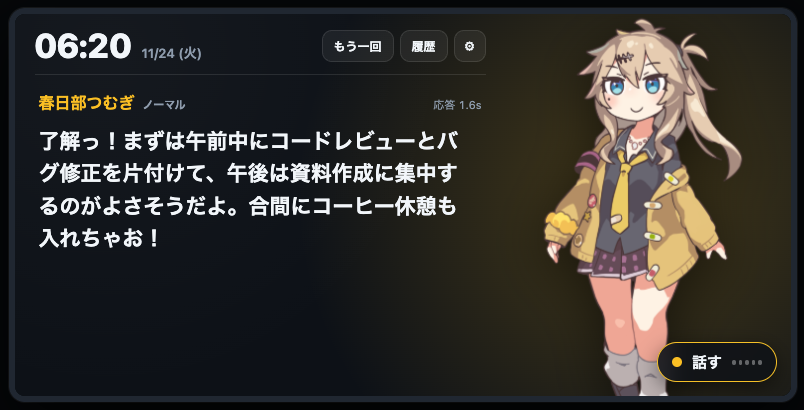 06:20 11/24 (火) もう一回 履歴
春日部つむぎ ノーマル 応答 1.6s
了解っ！まずは午前中にコードレビューとバ
グ修正を片付けて、午後は資料作成に集中す
るのがよさそうだよ。合間にコーヒー休憩も
入れちゃお！
話す